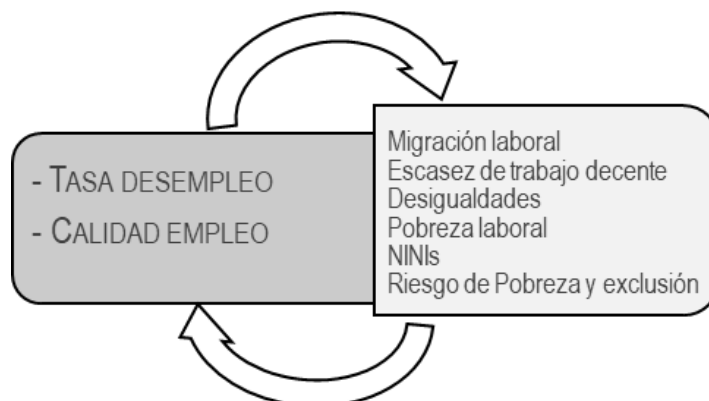 - TASA DESEMPLEO
- CALIDAD EMPLEO
Migración laboral
Escasez de trabajo decente
Desigualdades
Pobreza laboral
NINIs
Riesgo de Pobreza y exclusión